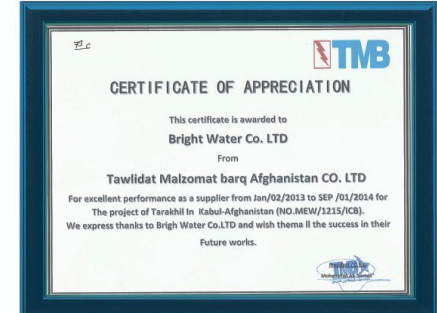 TMB
CERTIFICATE OF APPRECIATION
This certificate is awarded to
Bright Water Co. LTD
From
Tawlidat Malzomat barq Afghanistan CO. LTD
For excellent performance as a supplier from Jan/02/2013 to SEP /01/2014 for
The project of Tarakhil In Kabul-Afghanistan (NO.MEW/1215/ICB).
We express thanks to Brigh Water Co.LTD and wish thema ll the success in their
Future works.
TMB